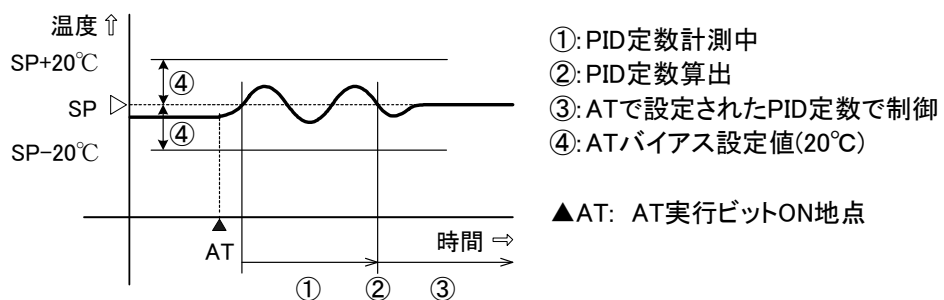 温度⇧
SP+20℃
④
SP
④
SP−20℃
AT
時間⇨
① ② ③
①:PID定数計測中
②:PID定数算出
③:ATで設定されたPID定数で制御
④:ATバイアス設定値(20℃)
▲AT: AT実行ビットON地点